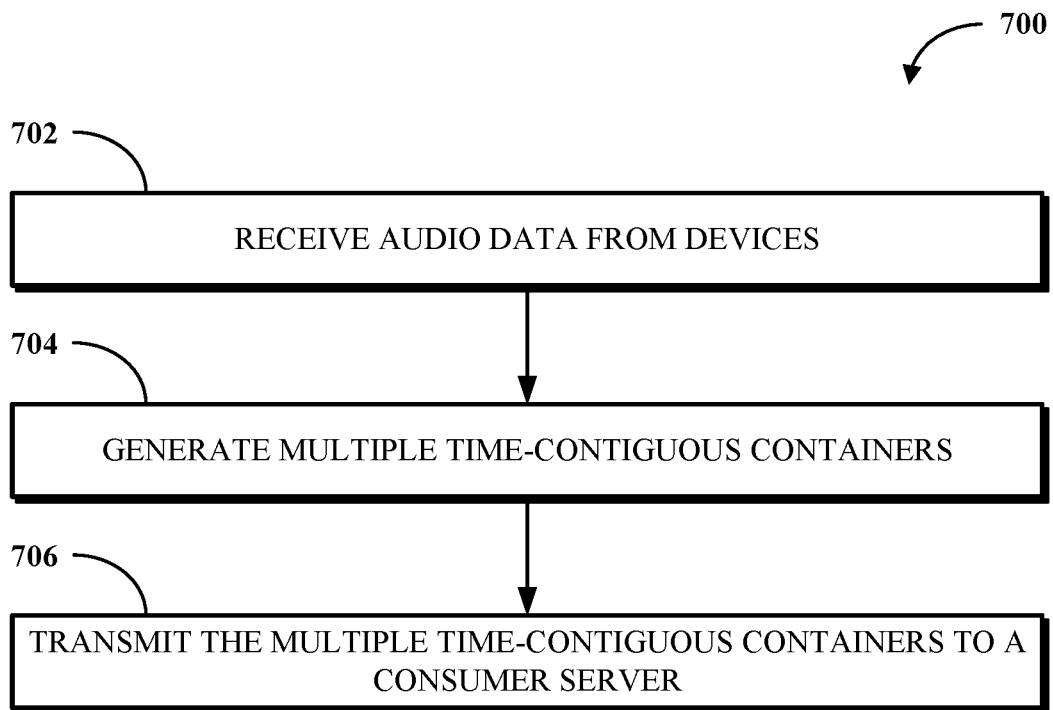 700
702
RECEIVE AUDIO DATA FROM DEVICES
704
GENERATE MULTIPLE TIME-CONTIGUOUS CONTAINERS
706
TRANSMIT THE MULTIPLE TIME-CONTIGUOUS CONTAINERS TO A
CONSUMER SERVER